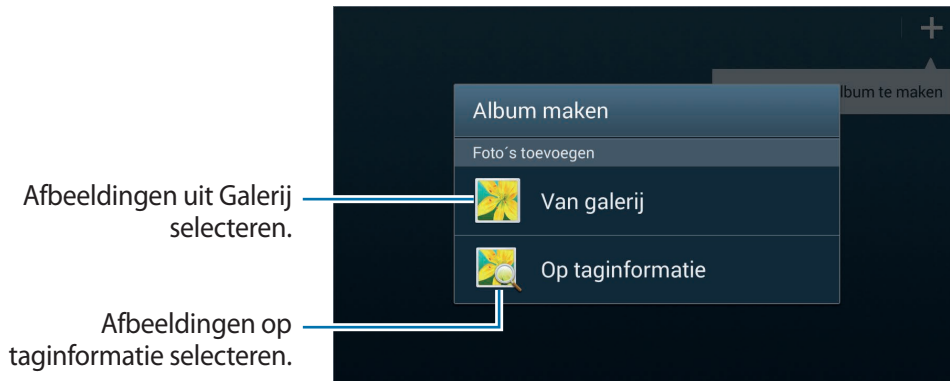 +
lbum te maken
Album maken
Foto´s toevoegen
Afbeeldingen uit Galerij
selecteren.
Van galerij
Op taginformatie
Afbeeldingen op
taginformatie selecteren.